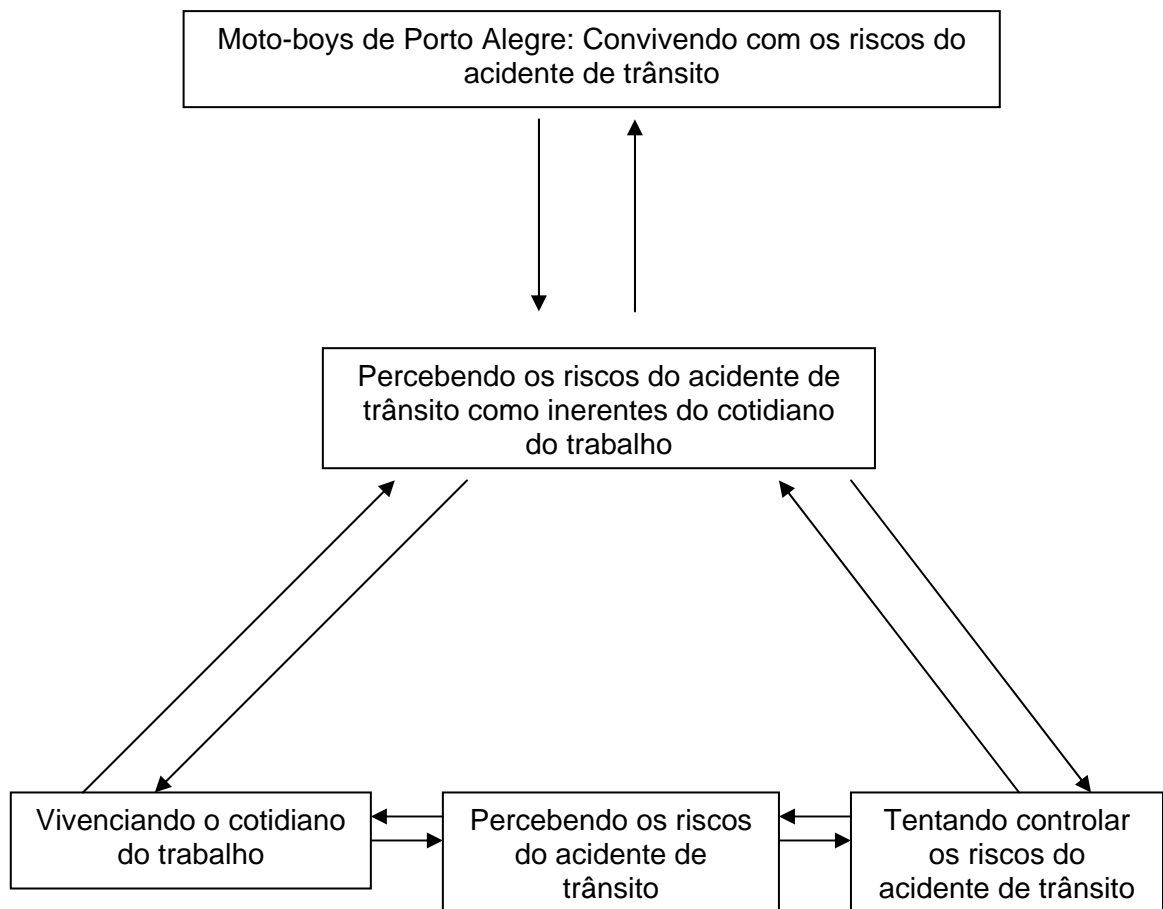 Moto-boys de Porto Alegre: Convivendo com os riscos do
acidente de trânsito
Percebendo os riscos do acidente de
trânsito como inerentes do cotidiano
do trabalho
Vivenciando o cotidiano
do trabalho
Percebendo os riscos
do acidente de
trânsito
Tentando controlar
os riscos do
acidente de trânsito